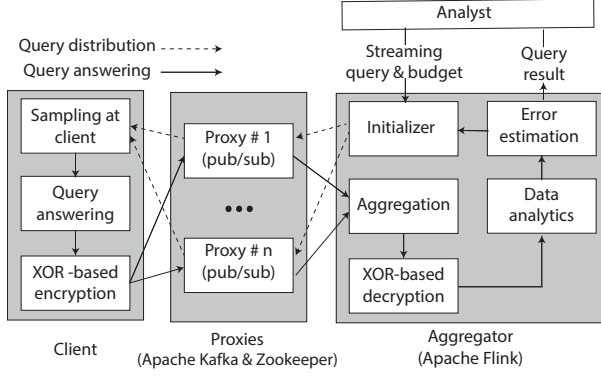 Analyst
Query distribution
Query answering
Streaming
query & budget
Query
result
Sampling at
client
Query
answering
XOR -based
encryption
Client
Proxy # 1
(pub/sub)
•••
Proxy # n
(pub/sub)
Proxies
(Apache Kafka & Zookeeper)
Initializer
Error
estimation
Aggregation
Data
analytics
XOR-based
decryption
Aggregator
(Apache Flink)